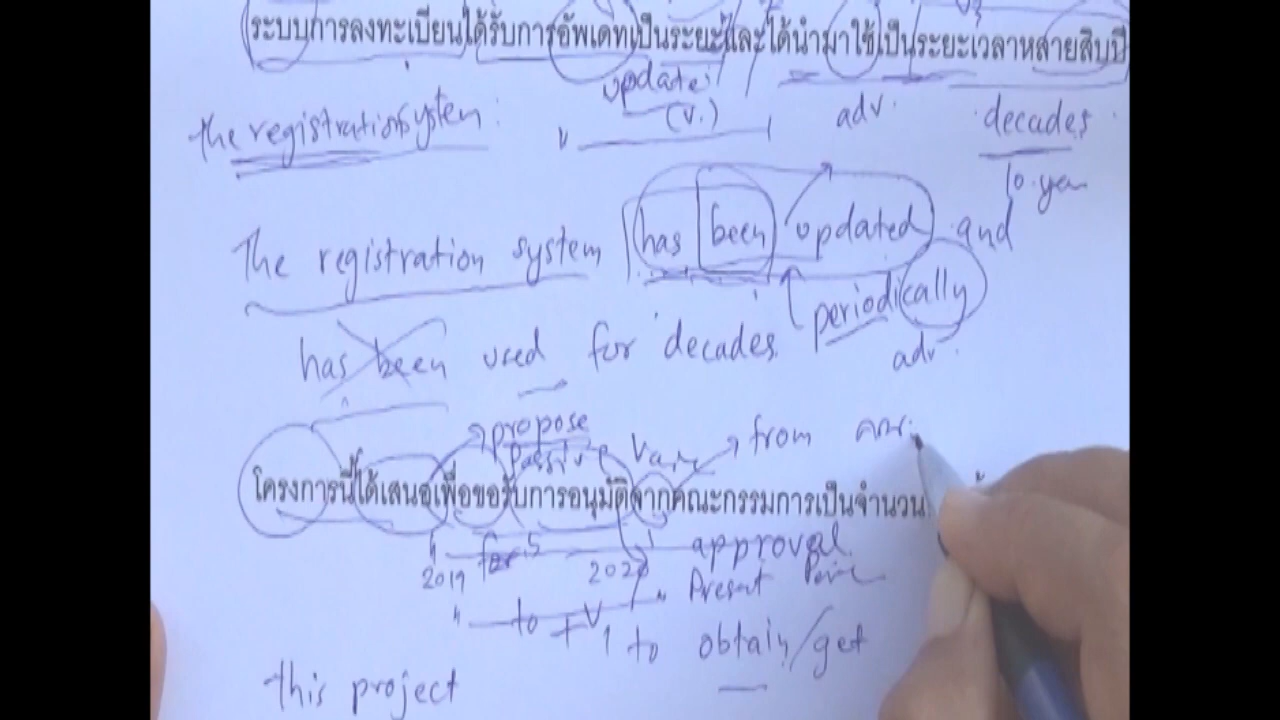 ระบบการลงทะเบียนได้รับการอัพเดทเป็นระยะและได้นำมาใช้เป็นระยะเวลาหลายสิบปี
update
(v.) adv. decades
the registration system :
10 year
The registration system has been updated and
periodically
has been used for decades.
adv.
propose
Passive from คณะ
โครงการนี้ได้เสนอเพื่อขอรับการอนุมัติจากคณะกรรมการเป็นจำนวน
for approval.
2019 Present
to + V1 to obtain/get
this project